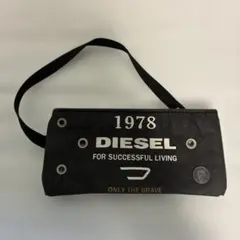 1978
DIESEL
FOR SUCCESSFUL LIVING
ONLY THE BRAVE